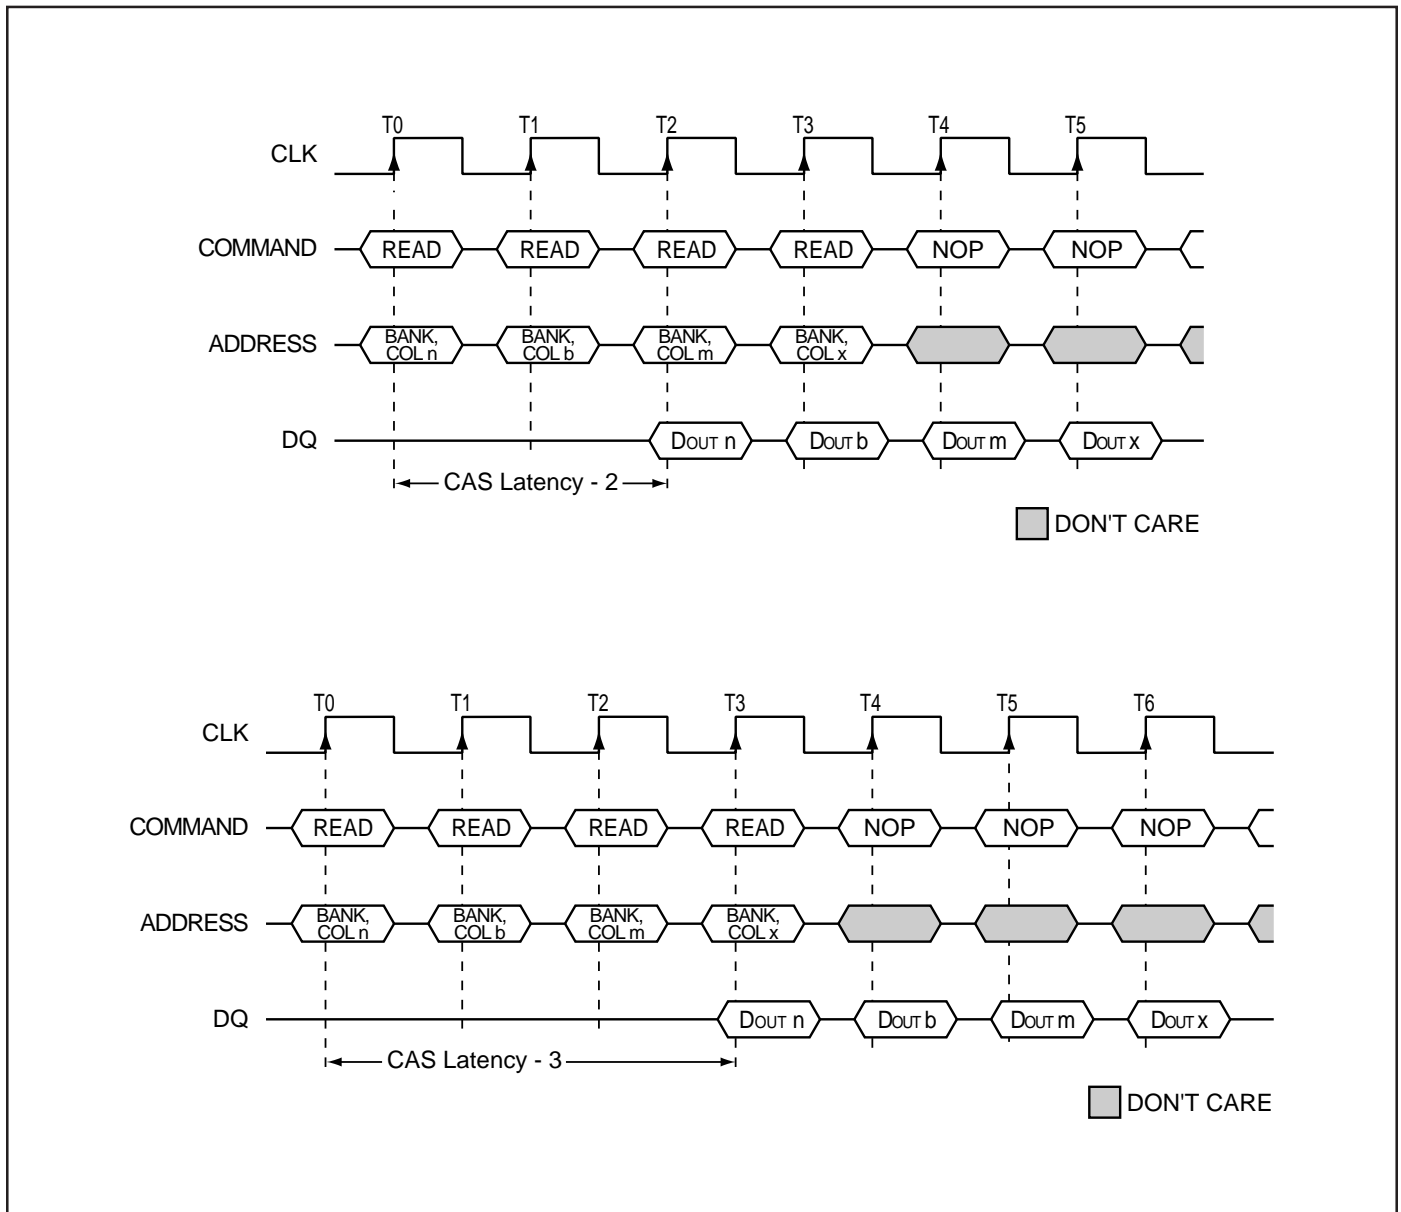 T0 T1 T2 T3 T4 T5
CLK
COMMAND READ READ READ READ NOP NOP
ADDRESS BANK, COL n BANK, COL b BANK, COL m BANK, COL x
DQ DOUT n DOUT b DOUT m DOUT x
CAS Latency - 2
DON'T CARE
T0 T1 T2 T3 T4 T5 T6
CLK
COMMAND READ READ READ READ NOP NOP NOP
ADDRESS BANK, COL n BANK, COL b BANK, COL m BANK, COL x
DQ DOUT n DOUT b DOUT m DOUT x
CAS Latency - 3
DON'T CARE